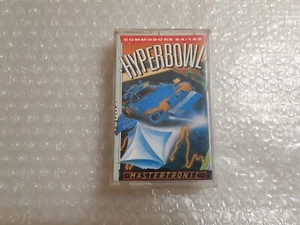 COMMODORE 64/128
HYPERBOWL
MASTERTRONIC